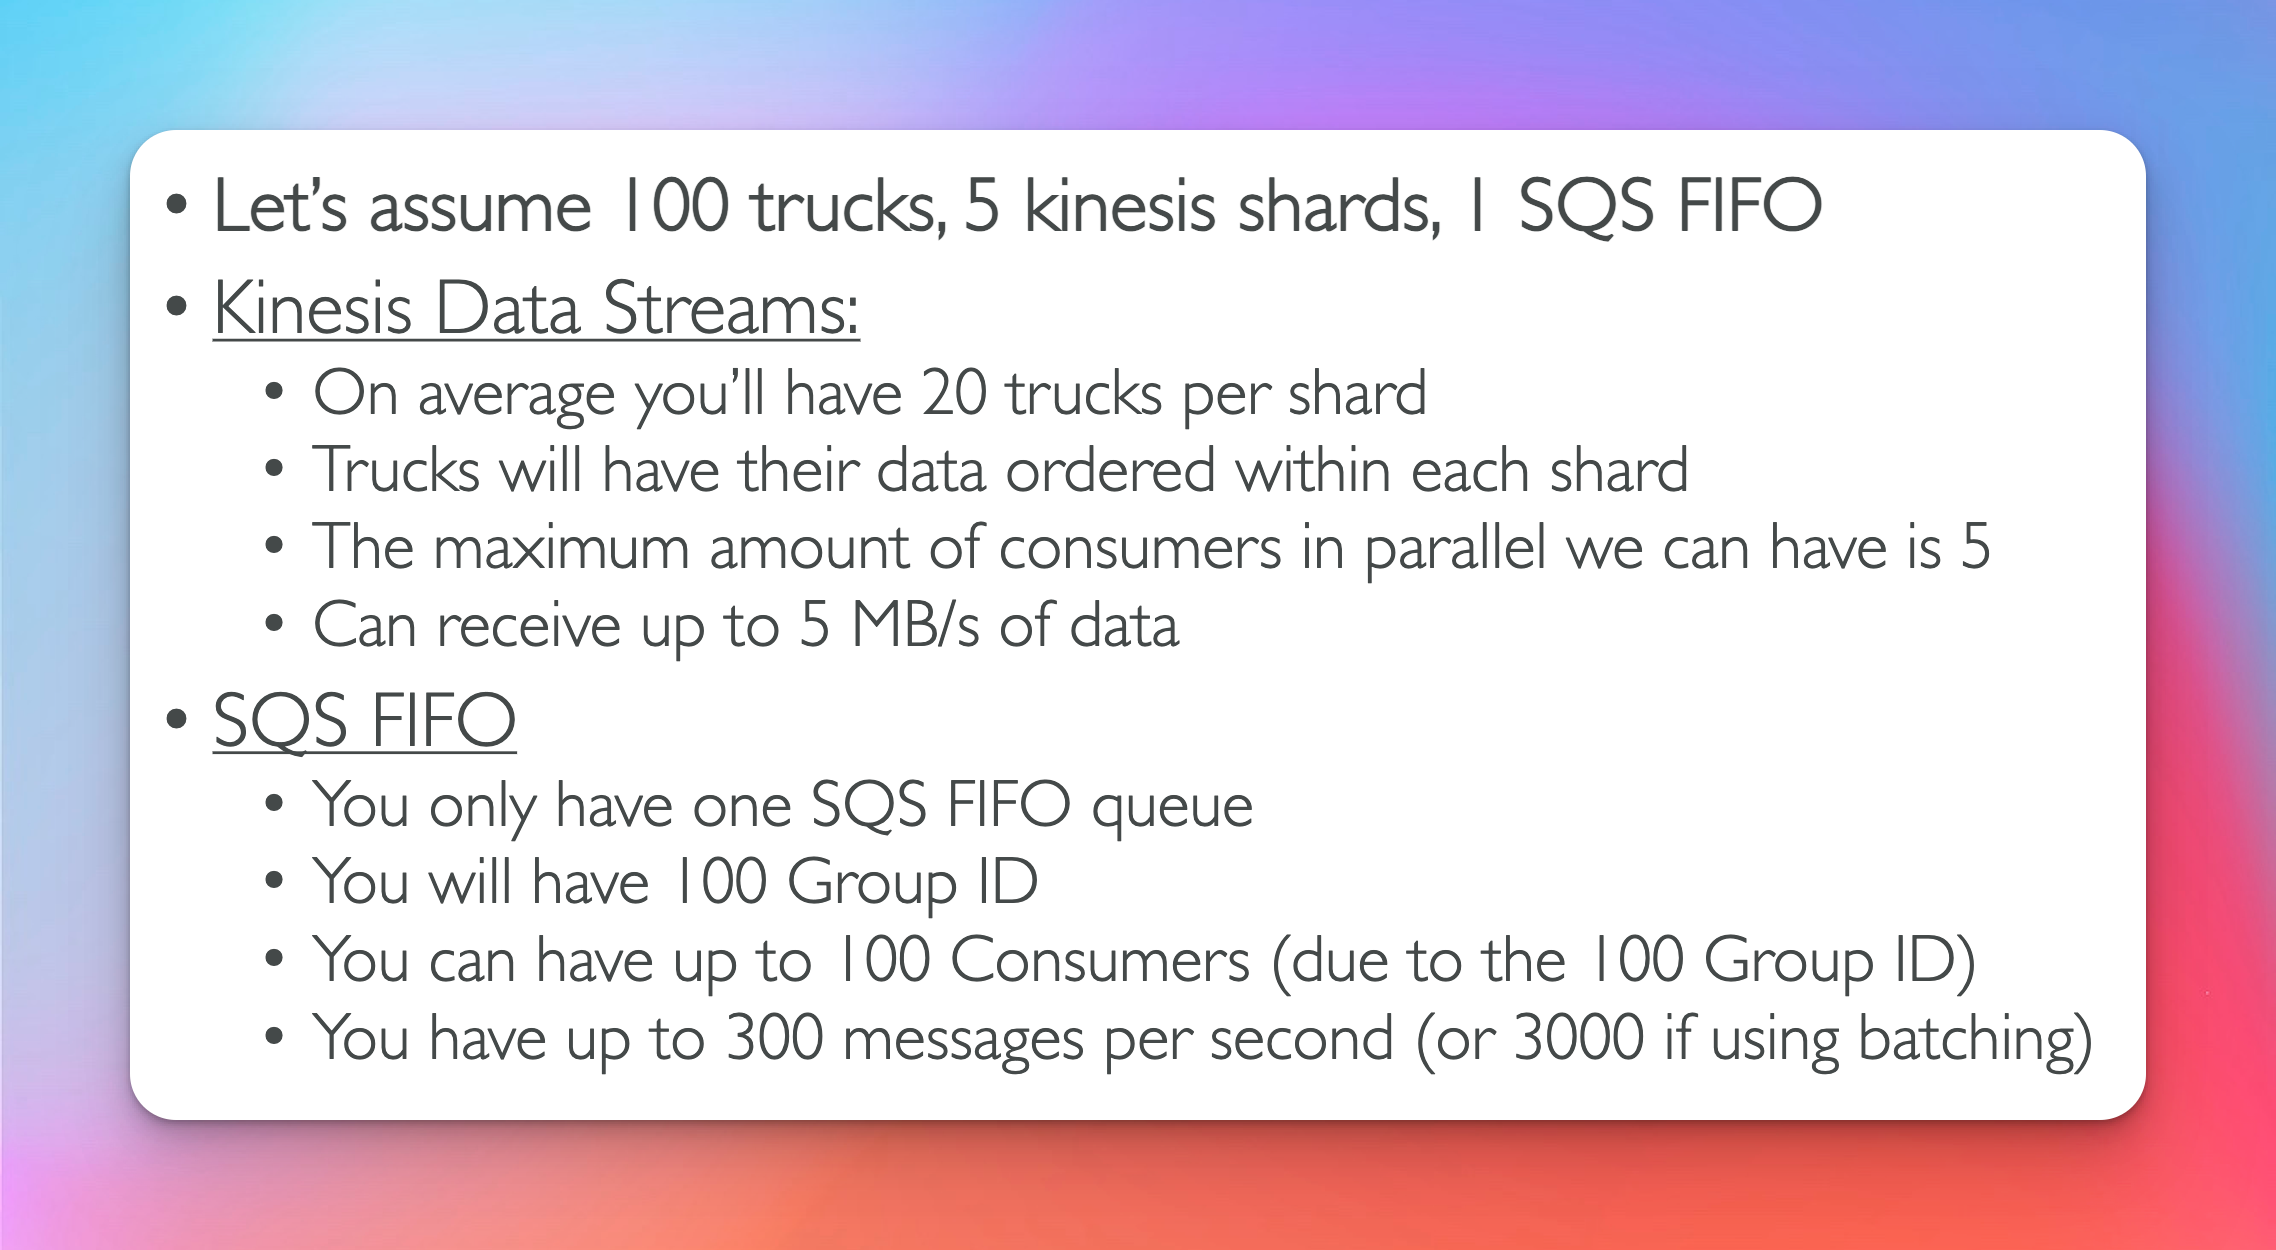 • Let’s assume 100 trucks, 5 kinesis shards, 1 SQS FIFO
• Kinesis Data Streams:
• On average you’ll have 20 trucks per shard
• Trucks will have their data ordered within each shard
• The maximum amount of consumers in parallel we can have is 5
• Can receive up to 5 MB/s of data
• SQS FIFO
• You only have one SQS FIFO queue
• You will have 100 Group ID
• You can have up to 100 Consumers (due to the 100 Group ID)
• You have up to 300 messages per second (or 3000 if using batching)